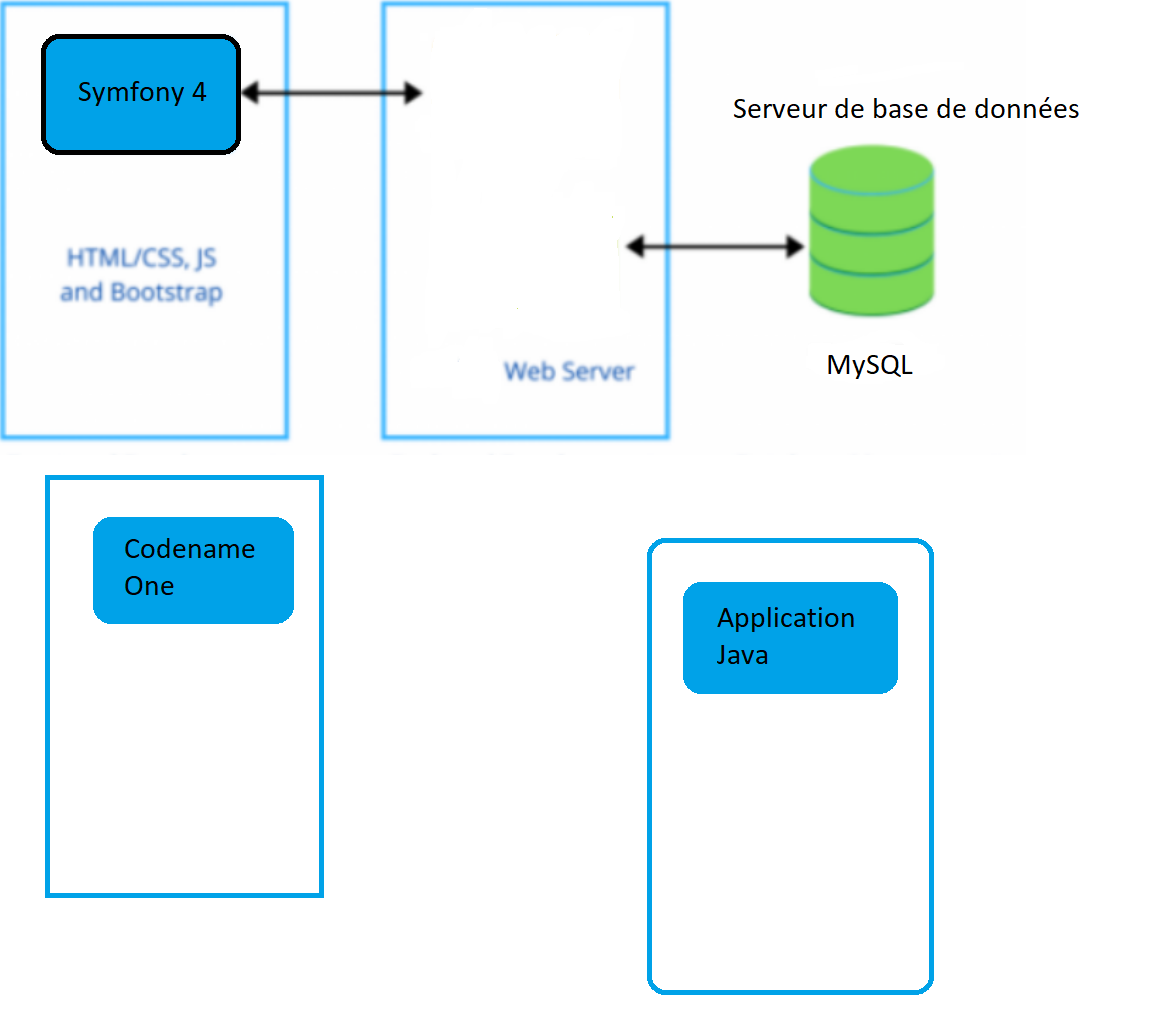 Symfony 4
HTML/CSS, JS
and Bootstrap
Web Server
Serveur de base de données
MySQL
Codename
One
Application
Java